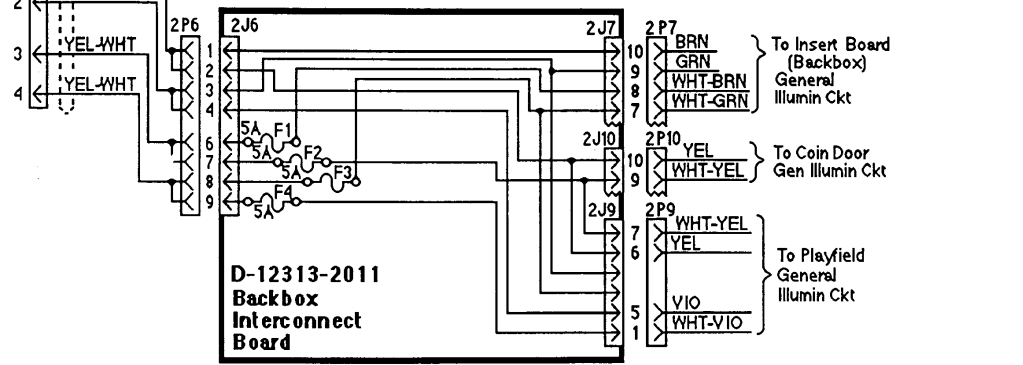 2
3
4
YEL-WHT
YEL-WHT
2P6
2J6
1
2
3
4
6
7
8
9
5A F1
5A F2
5A F3
F4
5A
D-12313-2011
Backbox
Interconnect
Board
2J7
2P7
10
9
8
7
BRN
GRN
WHT-BRN
WHT-GRN
To Insert Board
(Backbox)
General
Illumin Ckt
2J10
2P10
10
9
YEL
WHT-YEL
To Coin Door
Gen Illumin Ckt
2J9
2P9
7
6
5
1
WHT-YEL
YEL
VIO
WHT-VIO
To Playfield
General
Illumin Ckt